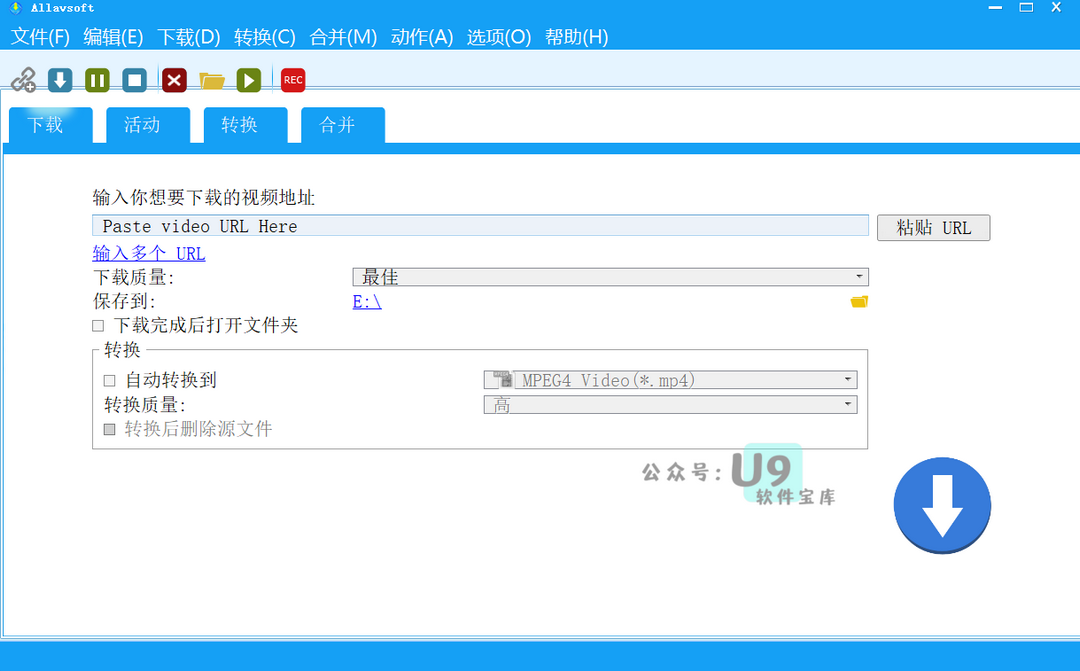 Allavsoft
文件(F) 编辑(E) 下载(D) 转换(C) 合并(M) 动作(A) 选项(O) 帮助(H)
REC
下载 活动 转换 合并
输入你想要下载的视频地址
Paste video URL Here 粘贴 URL
输入多个 URL
下载质量: 最佳
保存到: E:\
下载完成后打开文件夹
转换
自动转换到 MPEG4 Video(*.mp4)
转换质量: 高
转换后删除源文件
公众号: U9
软件宝库